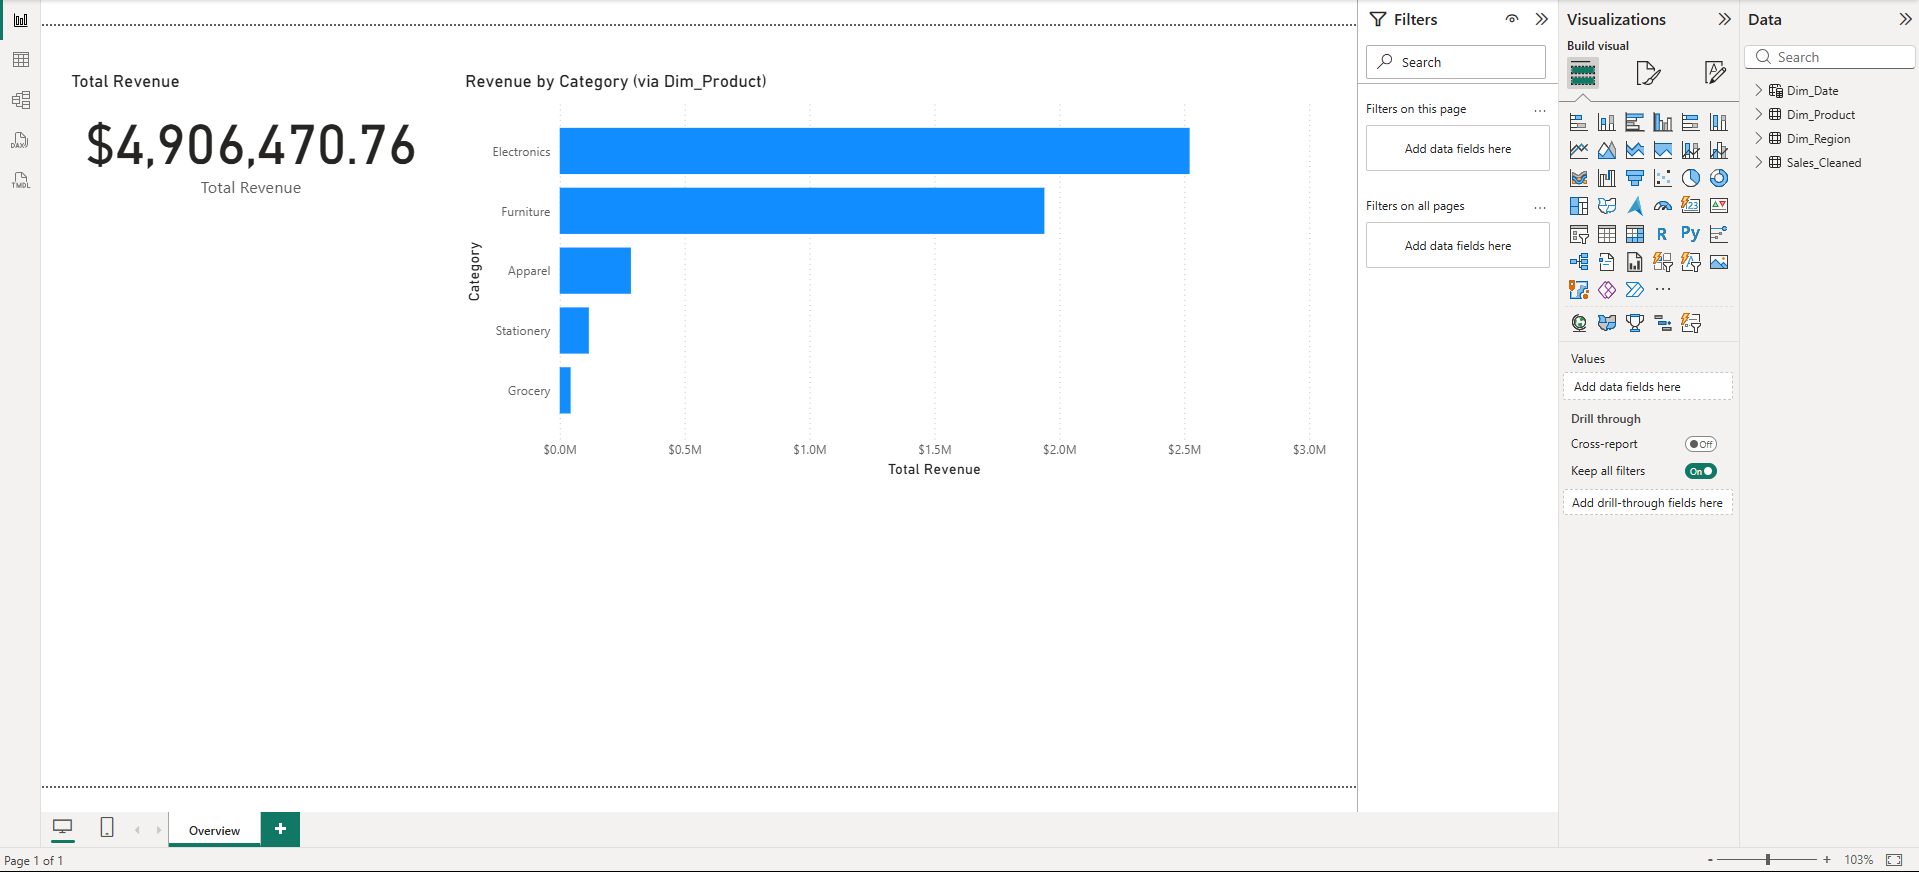 Total Revenue
$4,906,470.76
Total Revenue
Revenue by Category (via Dim_Product)
Category
Electronics
Furniture
Apparel
Stationery
Grocery
$0.0M $0.5M $1.0M $1.5M $2.0M $2.5M $3.0M
Total Revenue
Filters
Search
Filters on this page
...
Add data fields here
Filters on all pages
...
Add data fields here
Visualizations
Build visual
123
R
Py
...
Values
Add data fields here
Drill through
Cross-report Off
Keep all filters On
Add drill-through fields here
Data
Search
Dim_Date
Dim_Product
Dim_Region
Sales_Cleaned
DAX
TMDL
Overview
+
Page 1 of 1
- + 103%